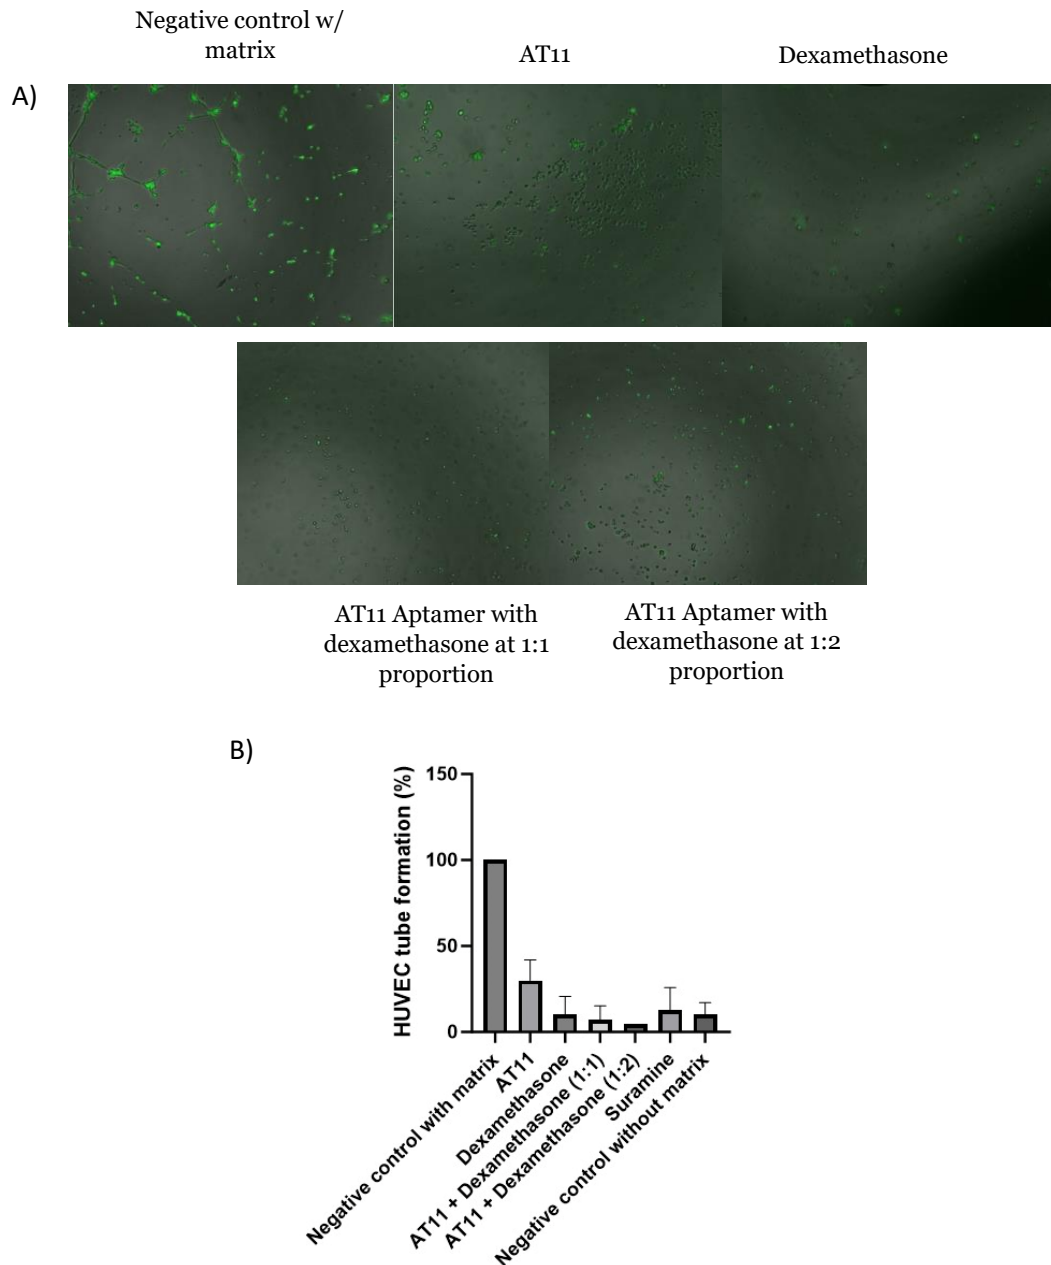 Negative control w/
matrix
AT11
Dexamethasone
A)
AT11 Aptamer with
dexamethasone at 1:1
proportion
AT11 Aptamer with
dexamethasone at 1:2
proportion
B)
HUVEC tube formation (%)
150
100
50
0
Negative control with matrix
AT11
Dexamethasone
AT11 + Dexamethasone (1:1)
AT11 + Dexamethasone (1:2)
Suramine
Negative control without matrix